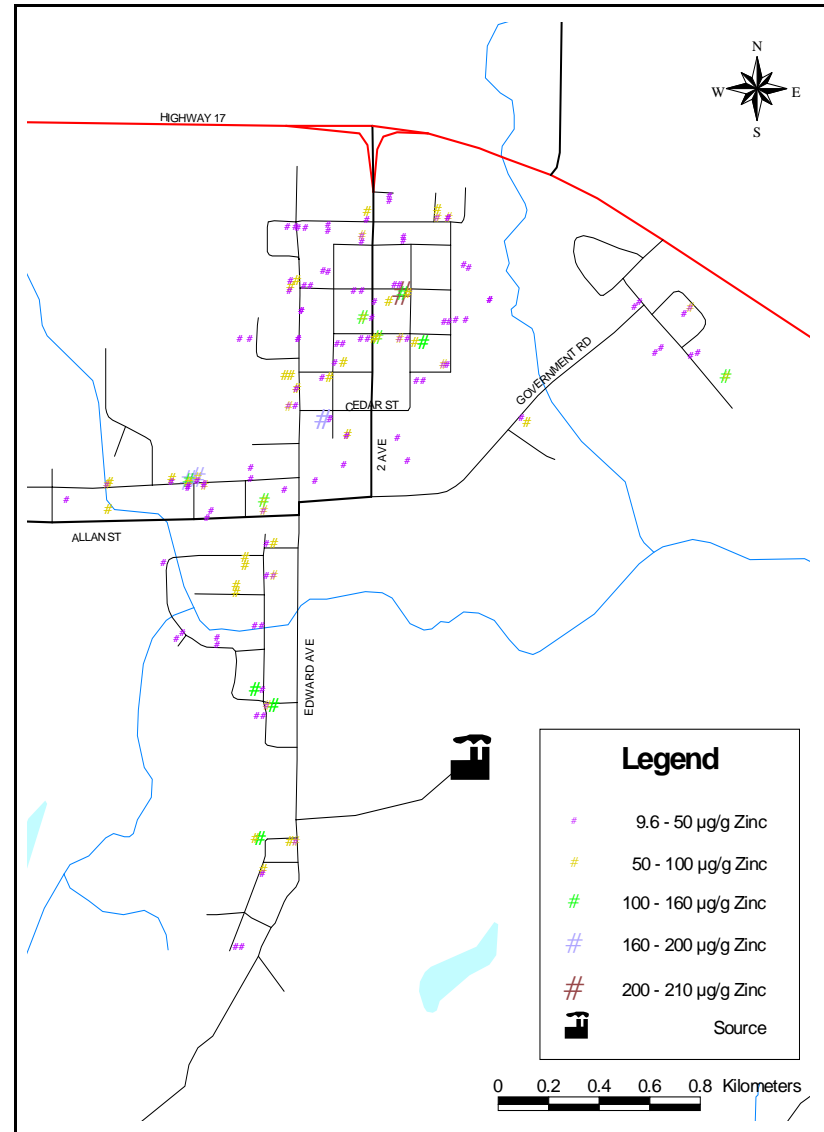 N
W E
S
HIGHWAY 17
GOVERNMENT RD
CEDAR ST
2 AVE
ALLAN ST
EDWARD AVE
Legend
# 9.6 - 50 µg/g Zinc
# 50 - 100 µg/g Zinc
# 100 - 160 µg/g Zinc
# 160 - 200 µg/g Zinc
# 200 - 210 µg/g Zinc
Source
0 0.2 0.4 0.6 0.8 Kilometers